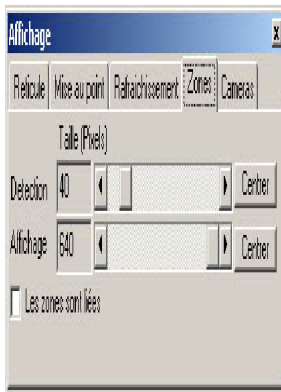 Affichage
Reticule Mise au point Rafraichissement Zones Cameras
Taille (Pixels)
Detection 40 Centrer
Affichage 640 Centrer
Les zones sont liées